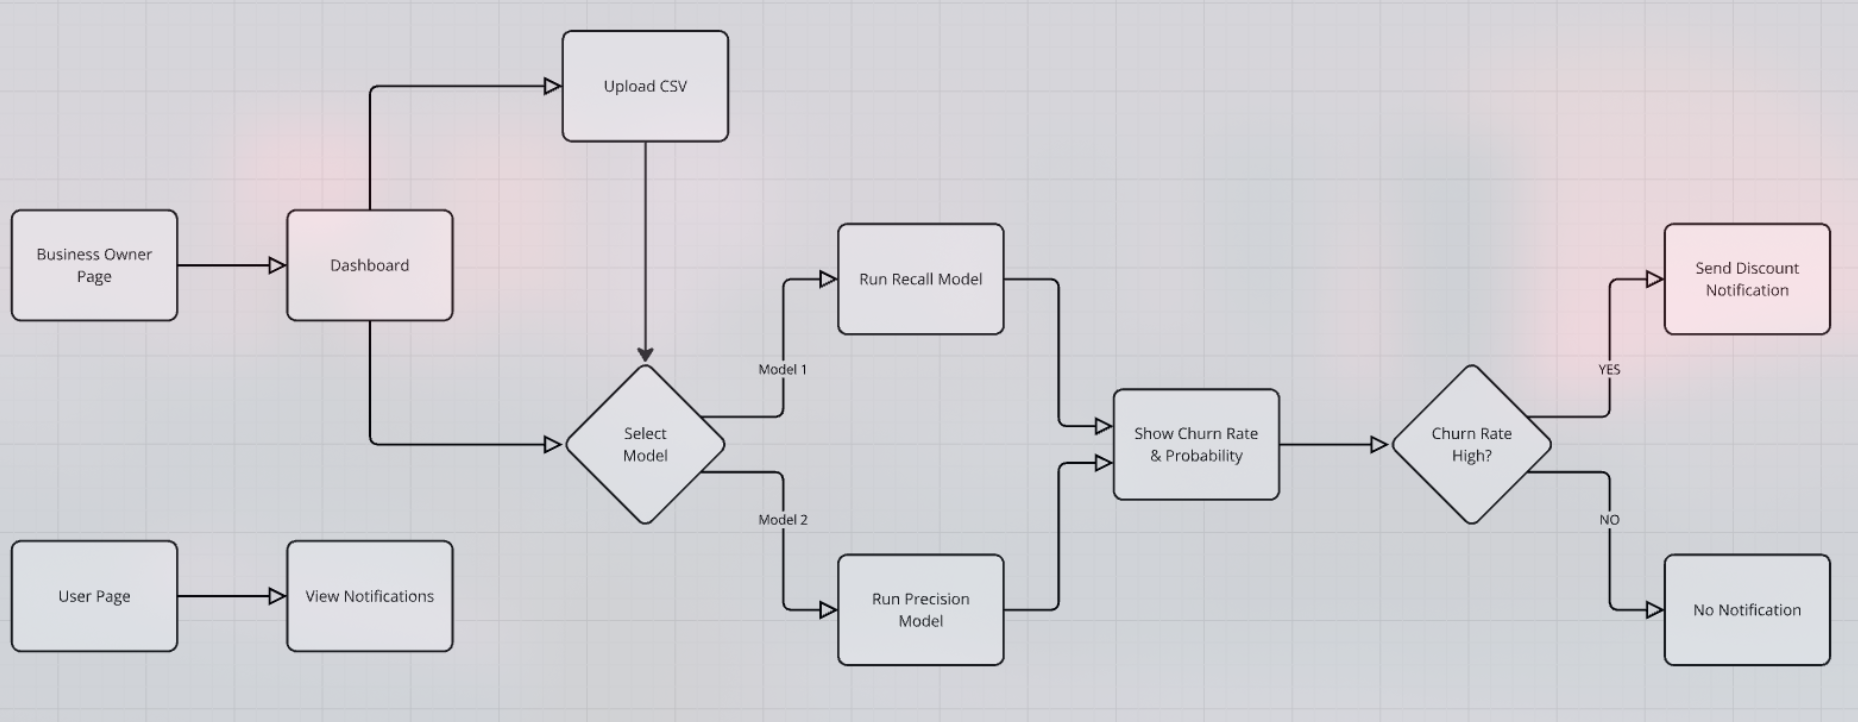 Upload CSV
Business Owner
Page
Dashboard
Run Recall Model
Send Discount
Notification
Model 1
YES
Select
Model
Show Churn Rate
& Probability
Churn Rate
High?
Model 2
NO
User Page
View Notifications
Run Precision
Model
No Notification